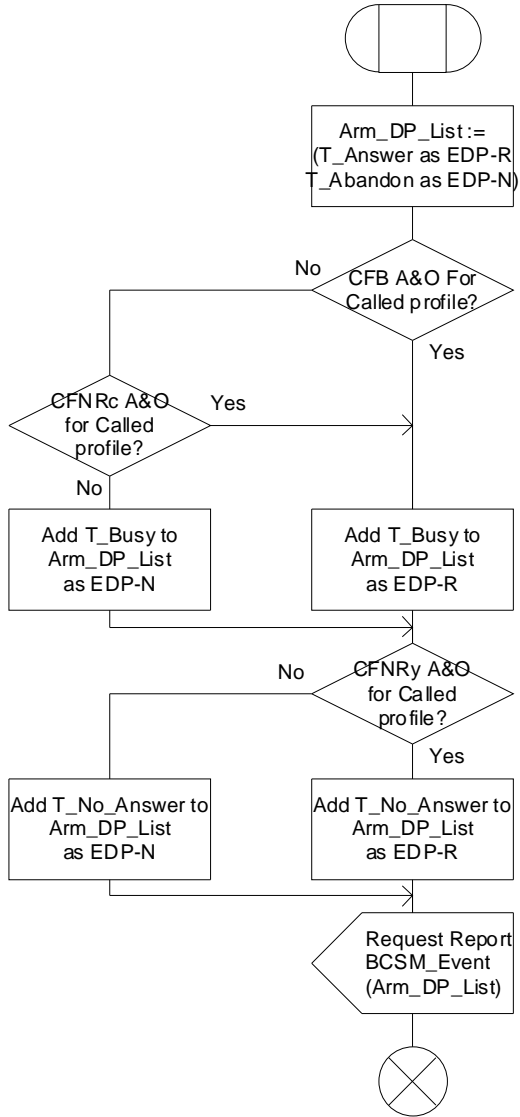 Arm_DP_List :=
(T_Answer as EDP-R
T_Abandon as EDP-N)
No
CFB A&O For
Called profile?
Yes
CFNRc A&O
for Called
profile?
Yes
No
Add T_Busy to
Arm_DP_List
as EDP-N
Add T_Busy to
Arm_DP_List
as EDP-R
No
CFNRy A&O
for Called
profile?
Yes
Add T_No_Answer to
Arm_DP_List
as EDP-N
Add T_No_Answer to
Arm_DP_List
as EDP-R
Request Report
BCSM_Event
(Arm_DP_List)